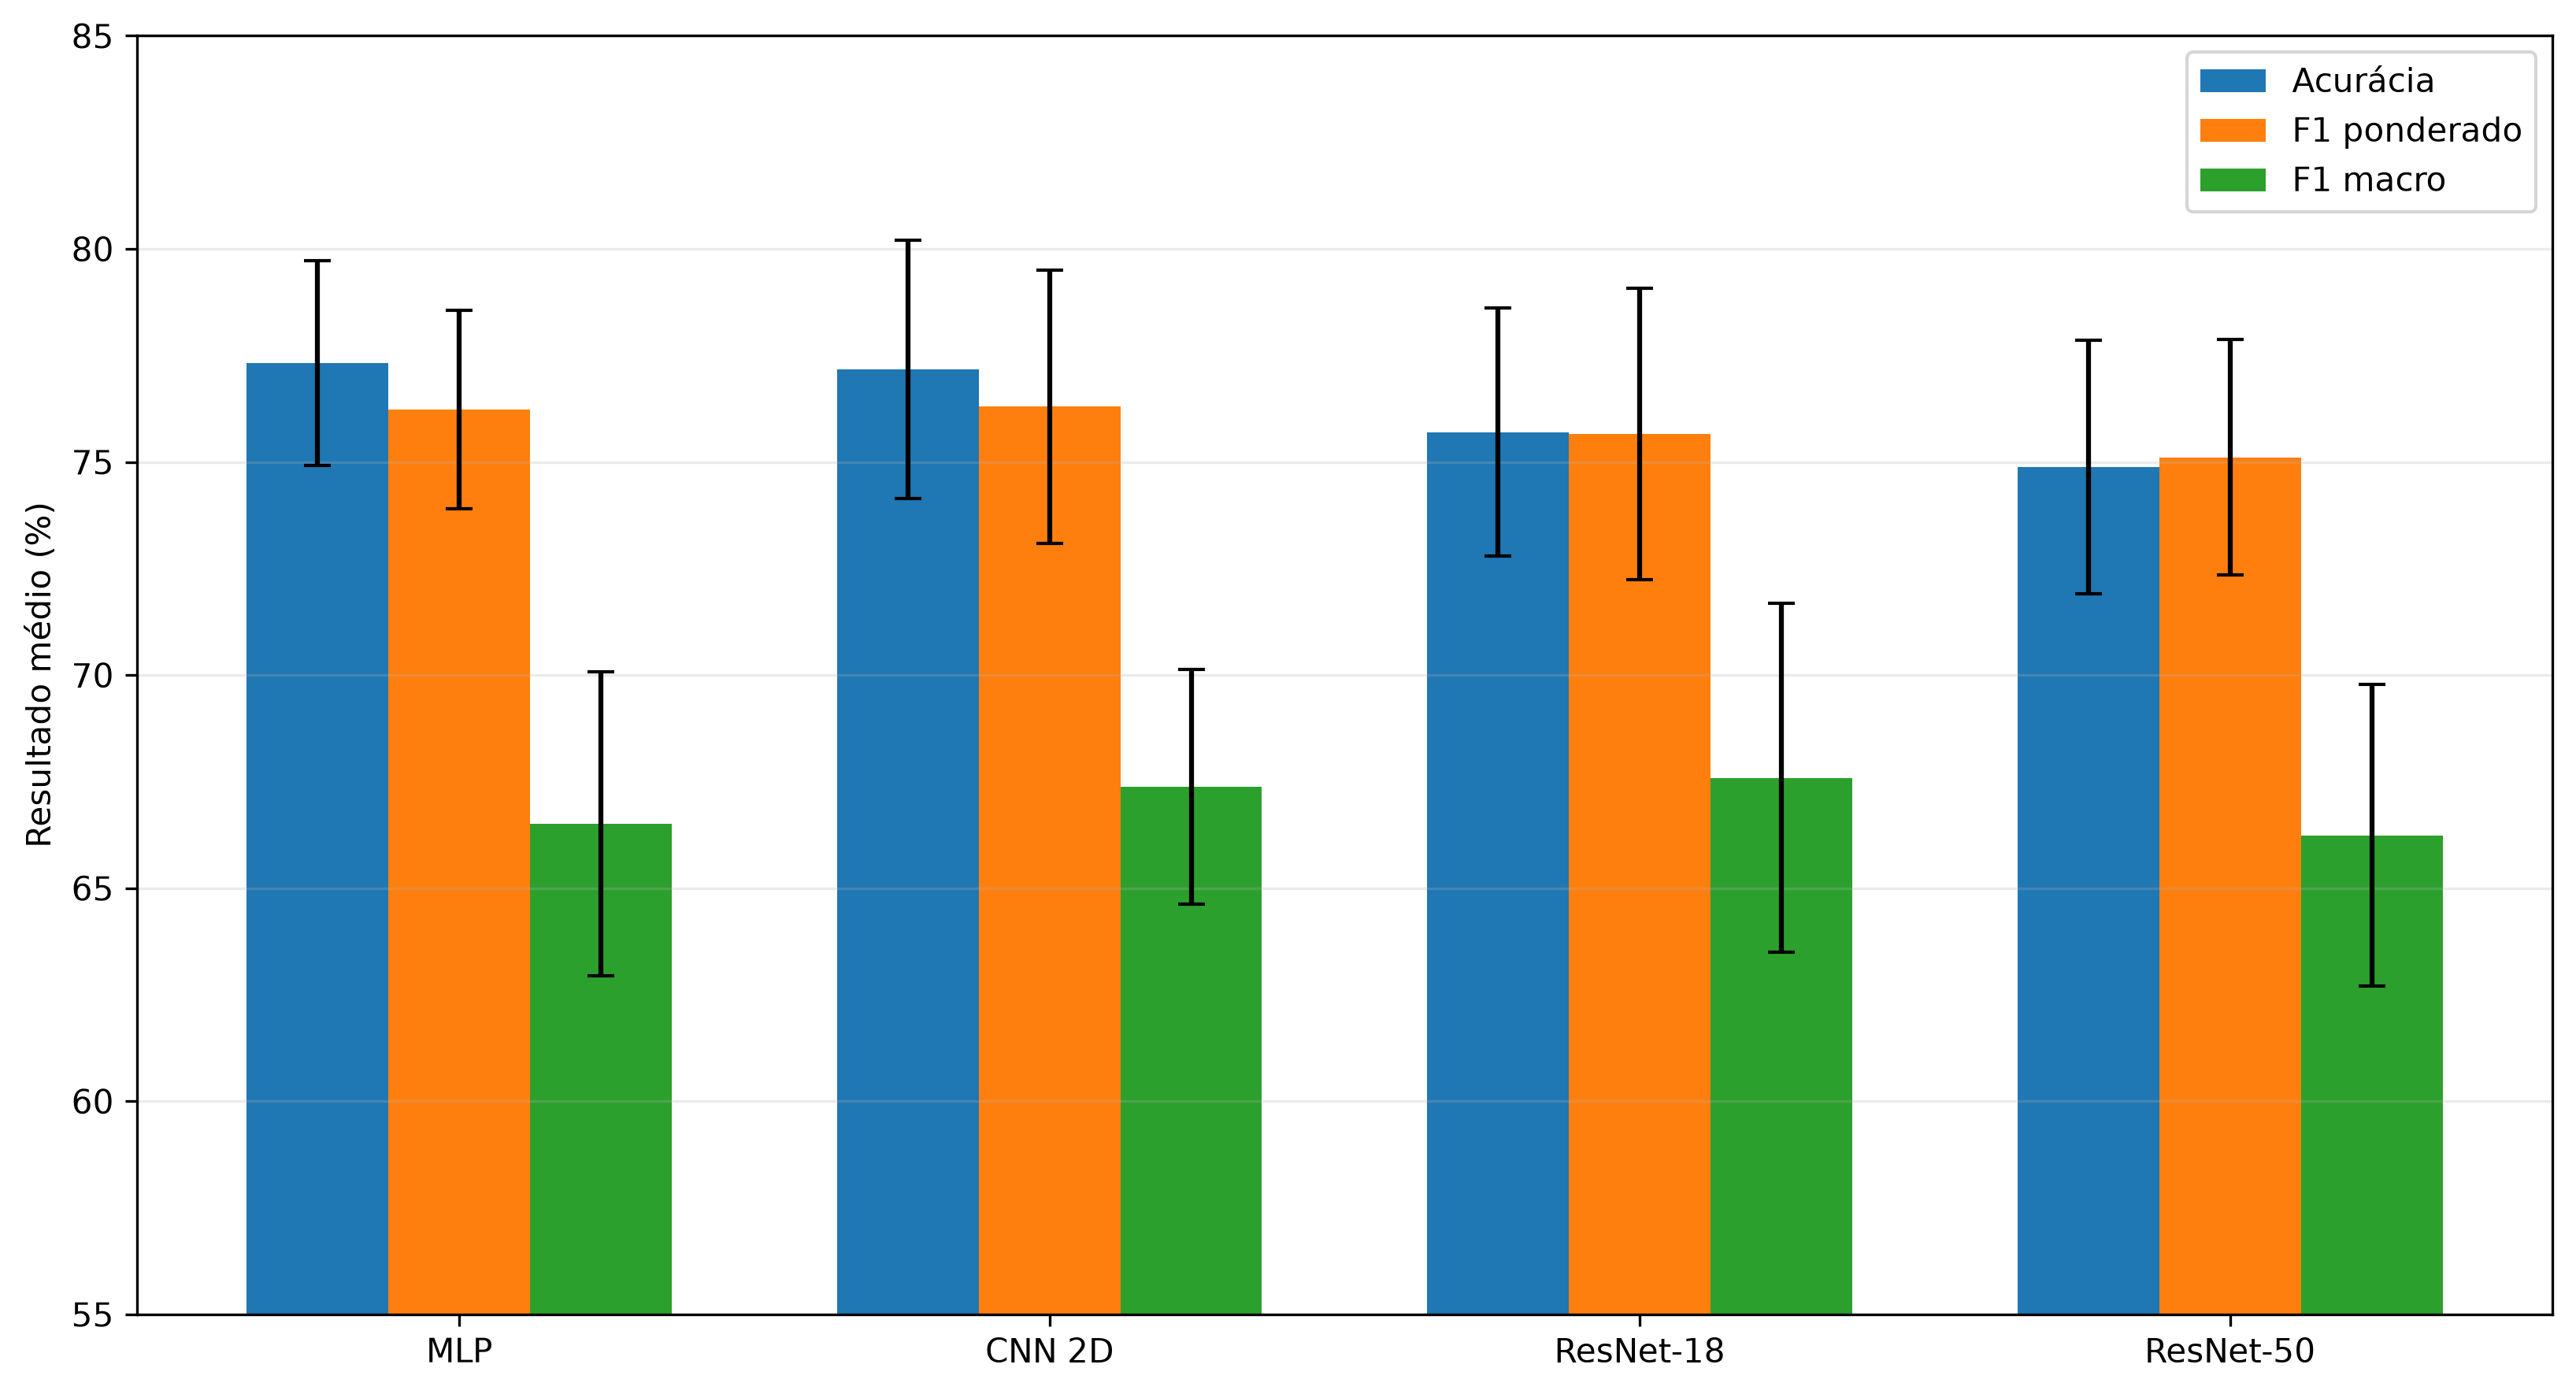 85
80
75
70
65
60
55
Resultado médio (%)
Acurácia
F1 ponderado
F1 macro
MLP
CNN 2D
ResNet-18
ResNet-50